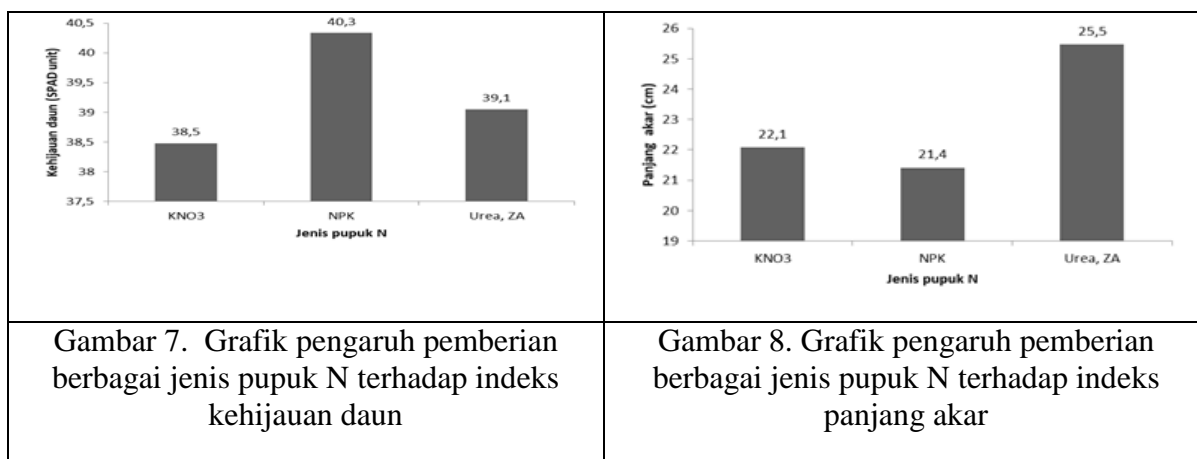 40,5
40
39,5
39
38,5
38
37,5
Kehijauan daun (SPAD unit)
38,5
40,3
39,1
KNO3
NPK
Urea, ZA
Jenis pupuk N
26
25
24
23
22
21
20
19
Panjang akar (cm)
22,1
21,4
25,5
KNO3
NPK
Urea, ZA
Jenis pupuk N
Gambar 7. Grafik pengaruh pemberian
berbagai jenis pupuk N terhadap indeks
kehijauan daun
Gambar 8. Grafik pengaruh pemberian
berbagai jenis pupuk N terhadap indeks
panjang akar